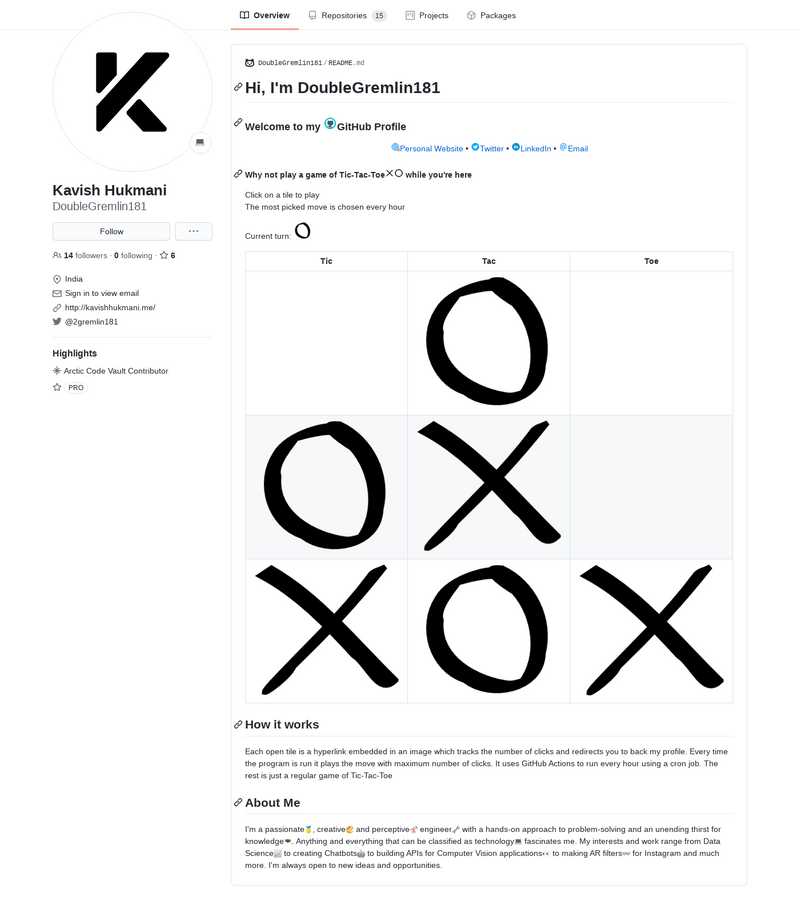 Overview
Repositories 15
Projects
Packages
Kavish Hukmani
DoubleGremlin181
Follow
14 followers · 0 following · 6
India
Sign in to view email
http://kavishhukmani.me/
@2gremlin181
Highlights
Arctic Code Vault Contributor
PRO
DoubleGremlin181 / README.md
Hi, I'm DoubleGremlin181
Welcome to my GitHub Profile
Personal Website • Twitter • LinkedIn • Email
Why not play a game of Tic-Tac-Toe while you're here
Click on a tile to play
The most picked move is chosen every hour
Current turn:
Tic Tac Toe
How it works
Each open tile is a hyperlink embedded in an image which tracks the number of clicks and redirects you to back my profile. Every time
the program is run it plays the move with maximum number of clicks. It uses GitHub Actions to run every hour using a cron job. The
rest is just a regular game of Tic-Tac-Toe
About Me
I'm a passionate, creative and perceptive engineer with a hands-on approach to problem-solving and an unending thirst for
knowledge. Anything and everything that can be classified as technology fascinates me. My interests and work range from Data
Science to creating Chatbots to building APIs for Computer Vision applications to making AR filters for Instagram and much
more. I'm always open to new ideas and opportunities.